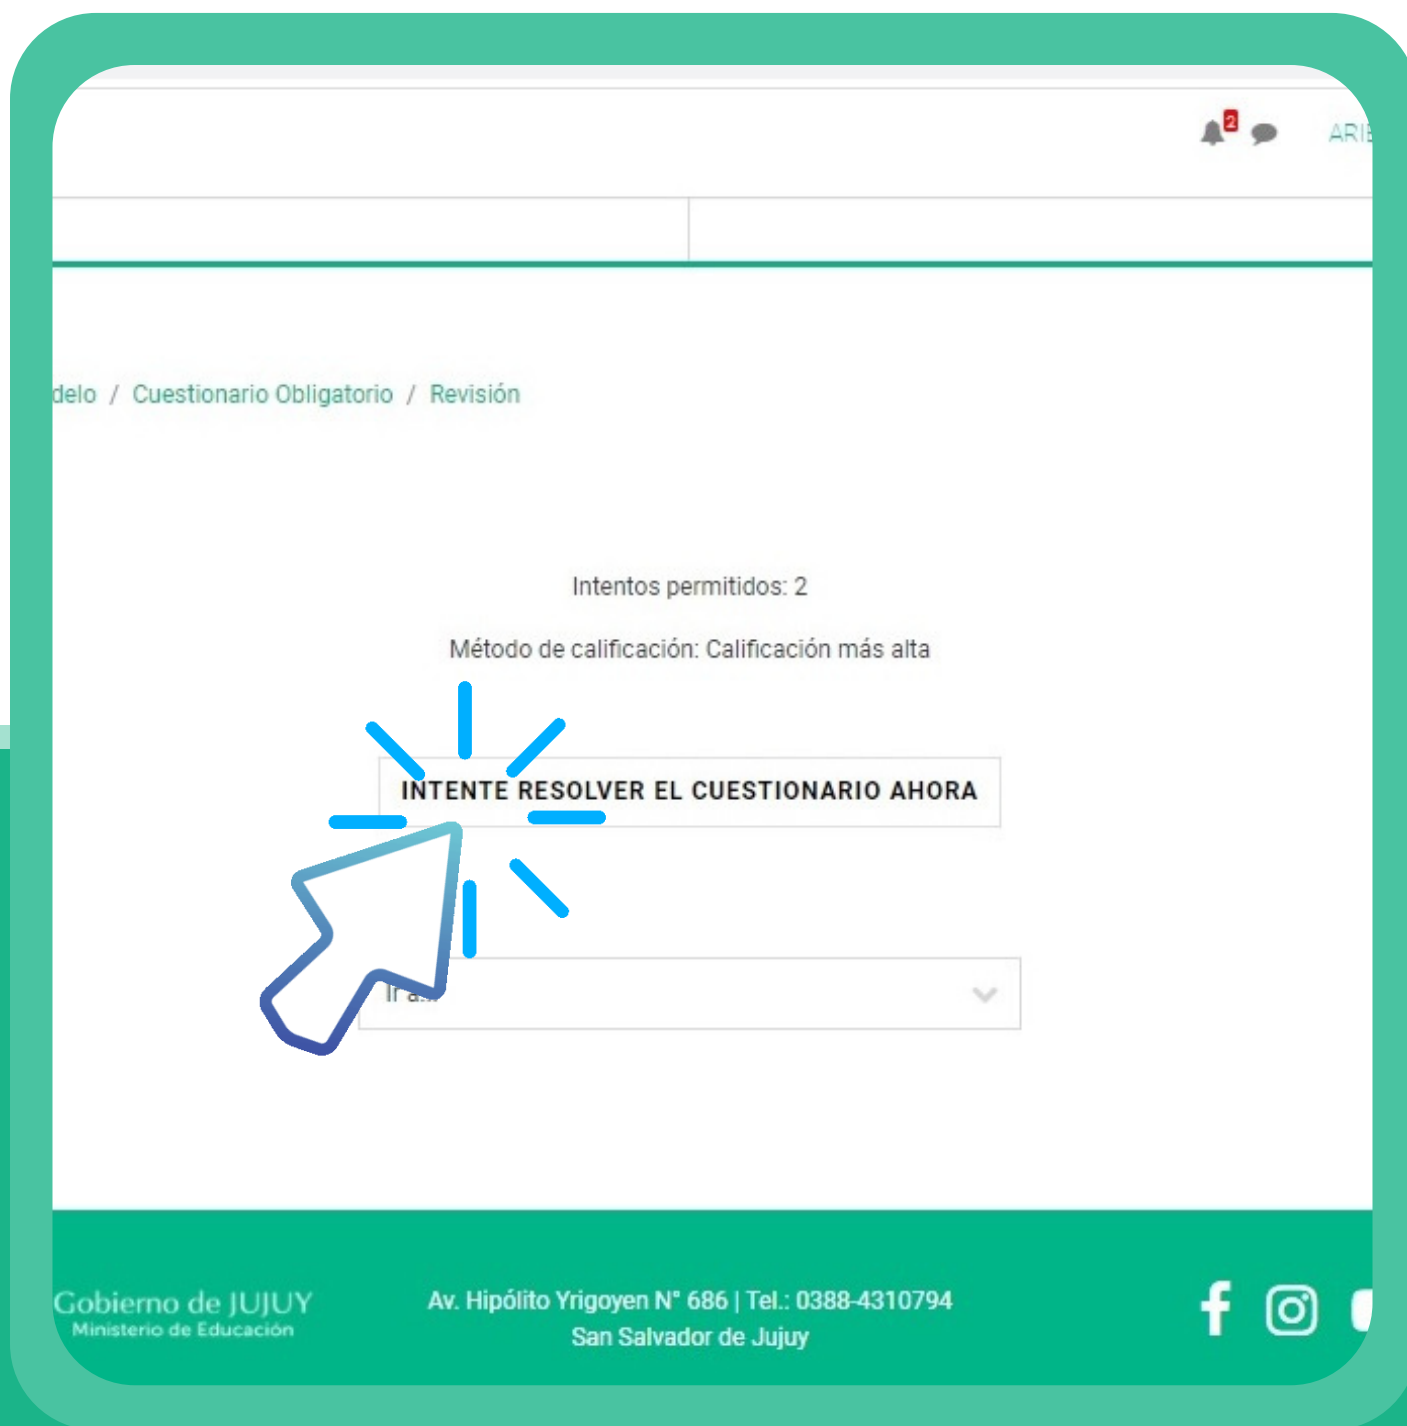 2
delo / Cuestionario Obligatorio / Revisión
Intentos permitidos: 2
Método de calificación: Calificación más alta
INTENTE RESOLVER EL CUESTIONARIO AHORA
Ir a...
Gobierno de JUJUY
Ministerio de Educación
Av. Hipólito Yrigoyen N° 686 | Tel.: 0388-4310794
San Salvador de Jujuy